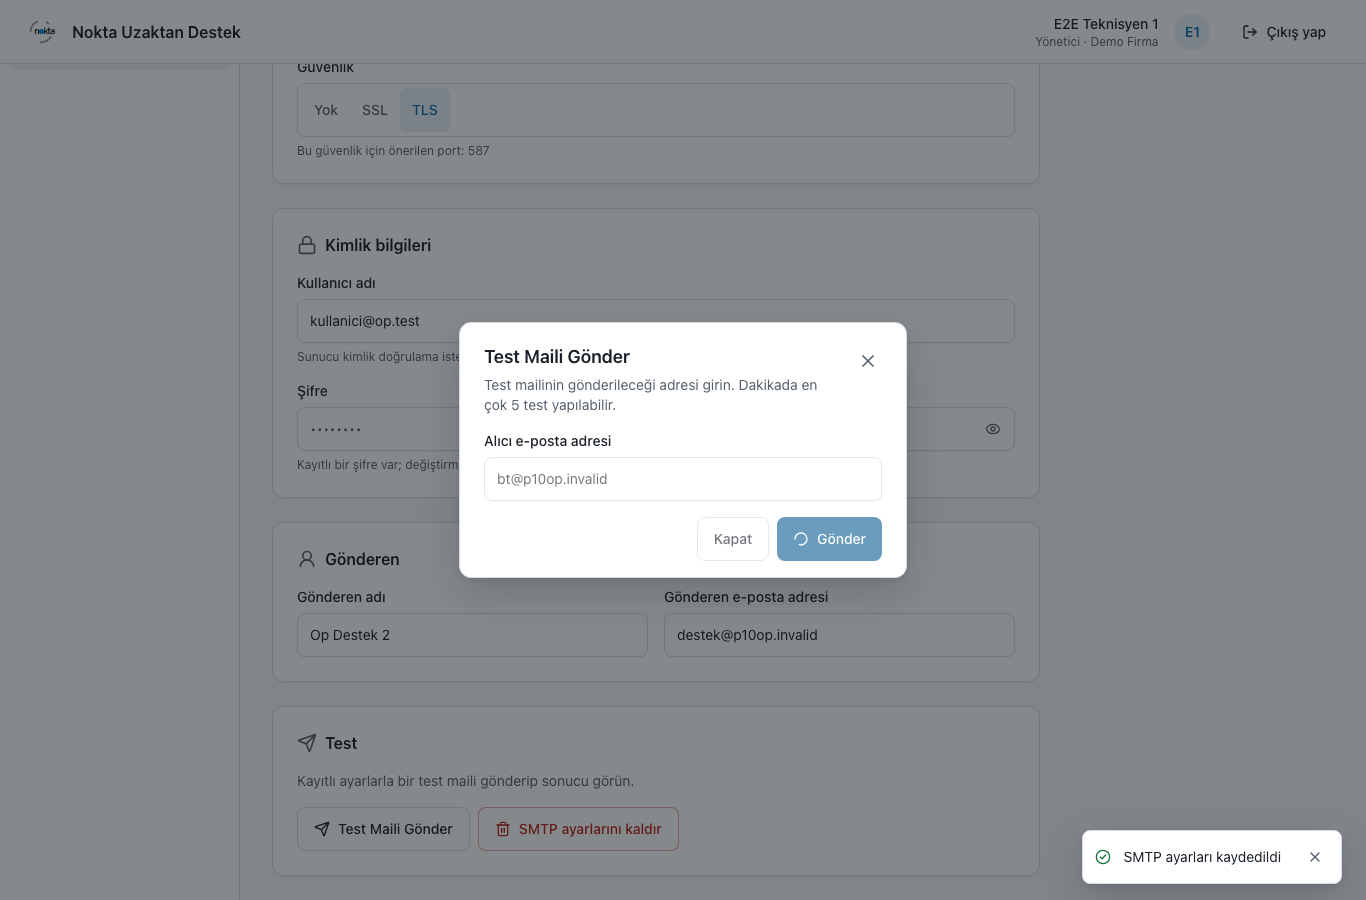 nokta
Nokta Uzaktan Destek
E2E Teknisyen 1
Yönetici · Demo Firma
E1
Çıkış yap
Güvenlik
Yok
SSL
TLS
Bu güvenlik için önerilen port: 587
Kimlik bilgileri
Kullanıcı adı
kullanici@op.test
Sunucu kimlik doğrulama iste
Şifre
••••••••
Kayıtlı bir şifre var; değiştirm
Test Maili Gönder
Test mailinin gönderileceği adresi girin. Dakikada en
çok 5 test yapılabilir.
Alıcı e-posta adresi
bt@p10op.invalid
Kapat
Gönder
Gönderen
Gönderen adı
Gönderen e-posta adresi
Op Destek 2
destek@p10op.invalid
Test
Kayıtlı ayarlarla bir test maili gönderip sonucu görün.
Test Maili Gönder
SMTP ayarlarını kaldır
SMTP ayarları kaydedildi